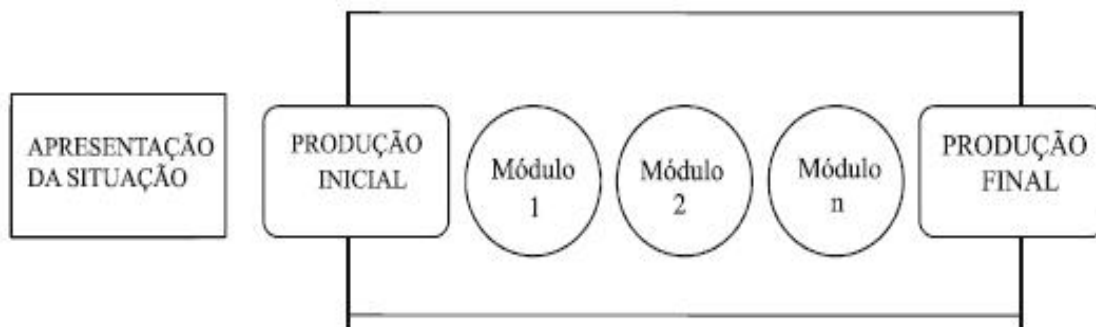 APRESENTAÇÃO
DA SITUAÇÃO
PRODUÇÃO
INICIAL
Módulo
1
Módulo
2
Módulo
n
PRODUÇÃO
FINAL